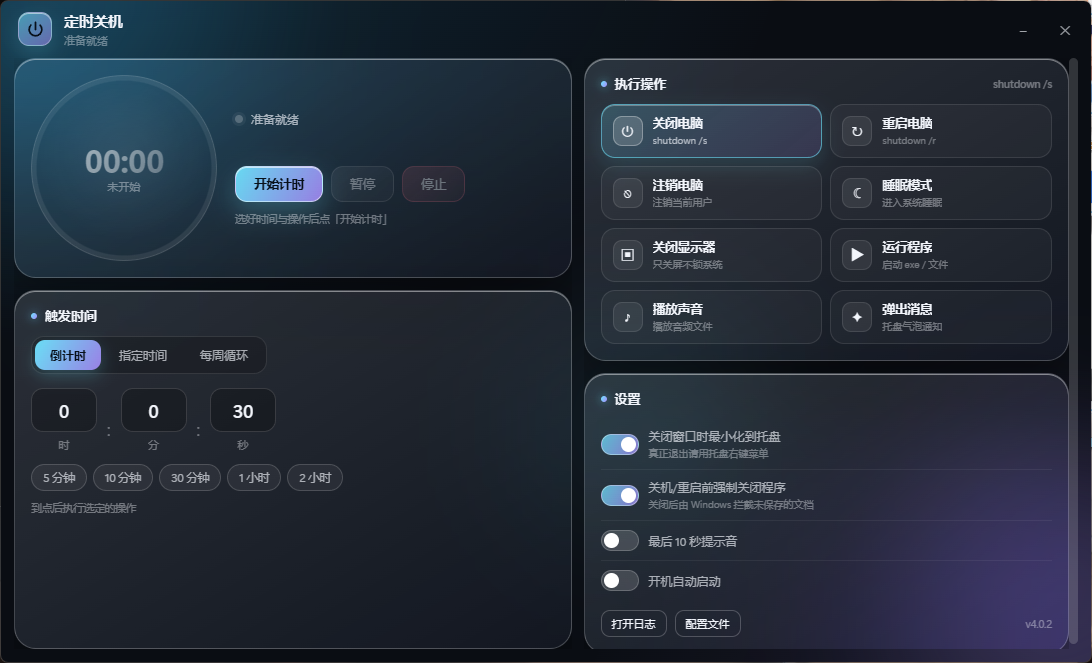 定时关机
准备就绪
00:00
未开始
准备就绪
开始计时 暂停 停止
选好时间与操作后点「开始计时」
触发时间
倒计时 指定时间 每周循环
0 : 0 : 30
时 分 秒
5 分钟 10 分钟 30 分钟 1 小时 2 小时
到点后执行选定的操作
执行操作 shutdown /s
关闭电脑
shutdown /s
重启电脑
shutdown /r
注销电脑
注销当前用户
睡眠模式
进入系统睡眠
关闭显示器
只关屏不锁系统
运行程序
启动 exe / 文件
播放声音
播放音频文件
弹出消息
托盘气泡通知
设置
关闭窗口时最小化到托盘
真正退出请用托盘右键菜单
关机/重启前强制关闭程序
关闭后由 Windows 拦截未保存的文档
最后 10 秒提示音
开机自动启动
打开日志 配置文件 v4.0.2